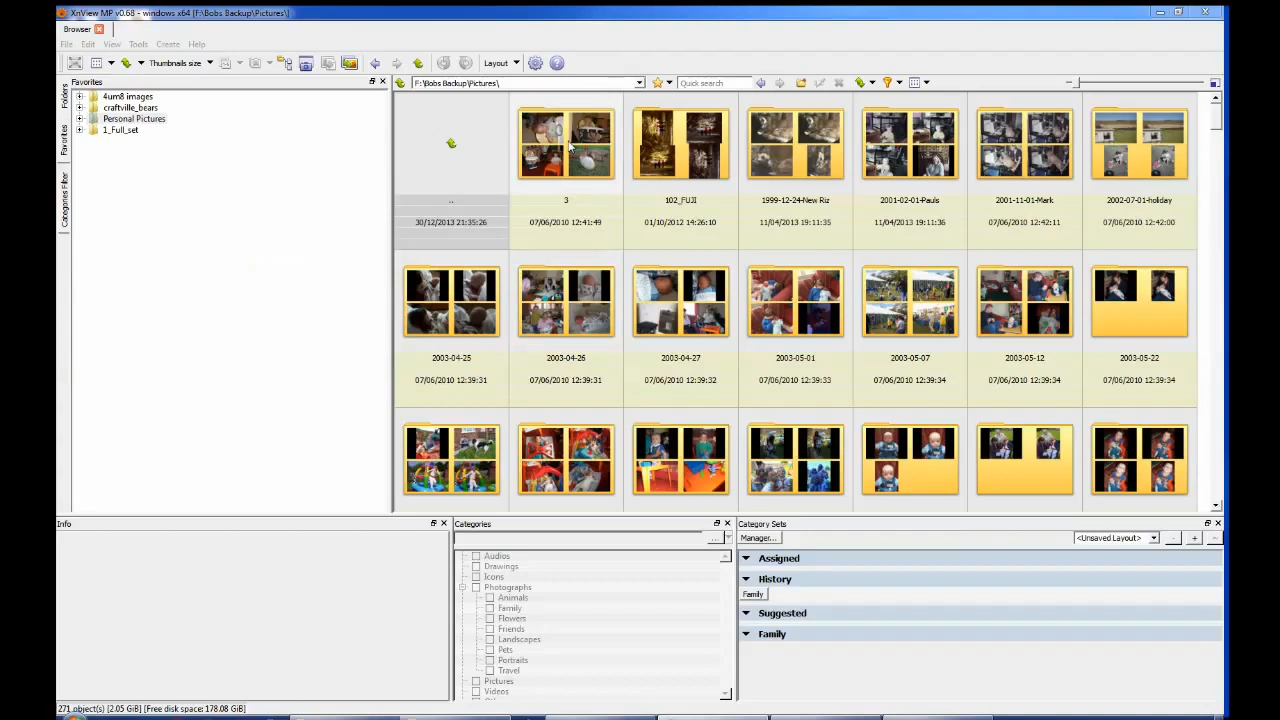 XnView MP v0.68 - windows x64 [F:\Bobs Backup\Pictures\]
Browser
File Edit View Tools Create Help
Thumbnails size Layout
Favorites
F:\Bobs Backup\Pictures\ Quick search
Folders
Favorites
Categories Filter
4um8 images
craftville_bears
Personal Pictures
1_Full_set
.. 3 102_FUJI 1999-12-24-New Riz 2001-02-01-Pauls 2001-11-01-Mark 2002-07-01-holiday
30/12/2013 21:35:26 07/06/2010 12:41:49 01/10/2012 14:26:10 11/04/2013 19:11:35 11/04/2013 19:11:36 07/06/2010 12:42:11 07/06/2010 12:42:00
2003-04-25 2003-04-26 2003-04-27 2003-05-01 2003-05-07 2003-05-12 2003-05-22
07/06/2010 12:39:31 07/06/2010 12:39:31 07/06/2010 12:39:32 07/06/2010 12:39:33 07/06/2010 12:39:34 07/06/2010 12:39:34 07/06/2010 12:39:34
Info
Categories
...
Audios
Drawings
Icons
Photographs
Animals
Family
Flowers
Friends
Landscapes
Pets
Portraits
Travel
Pictures
Videos
Category Sets
Manager... <Unsaved Layout> - + -
Assigned
History
Family
Suggested
Family
271 object(s) [2.05 GiB] [Free disk space: 178.08 GiB]